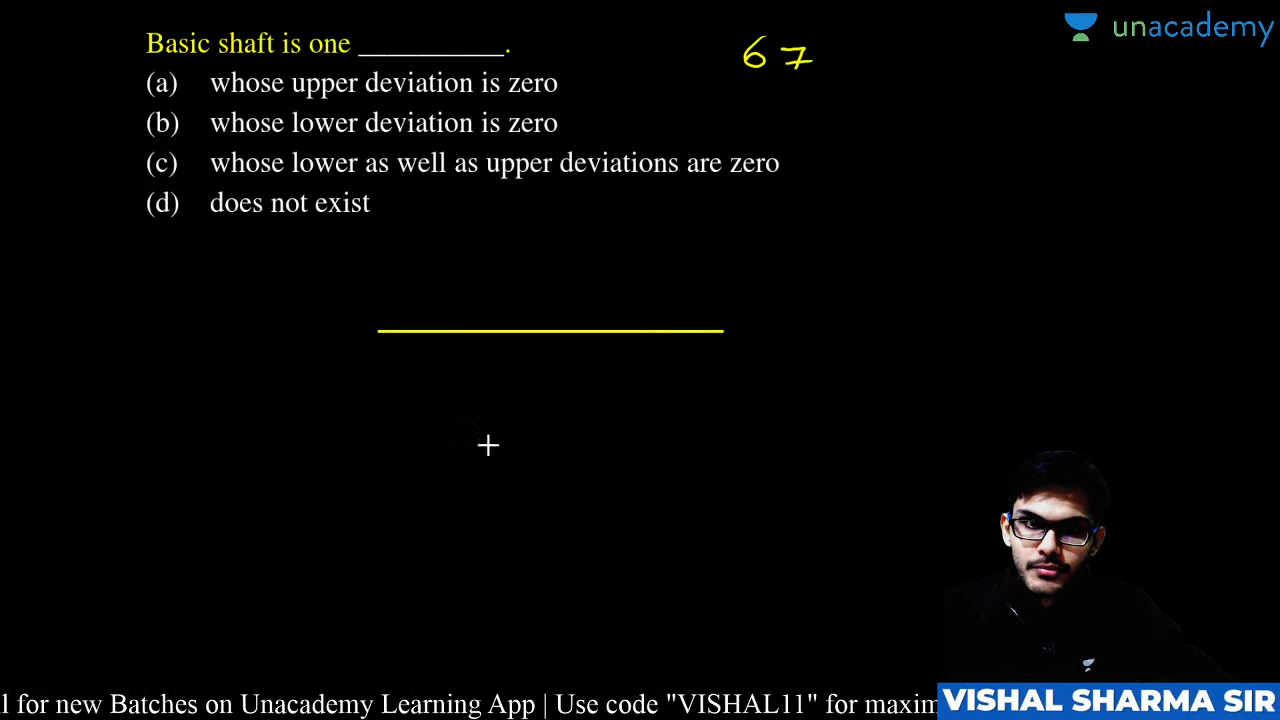 Basic shaft is one __________.
67
unacademy
(a) whose upper deviation is zero
(b) whose lower deviation is zero
(c) whose lower as well as upper deviations are zero
(d) does not exist
l for new Batches on Unacademy Learning App | Use code "VISHAL11" for maxim
VISHAL SHARMA SIR